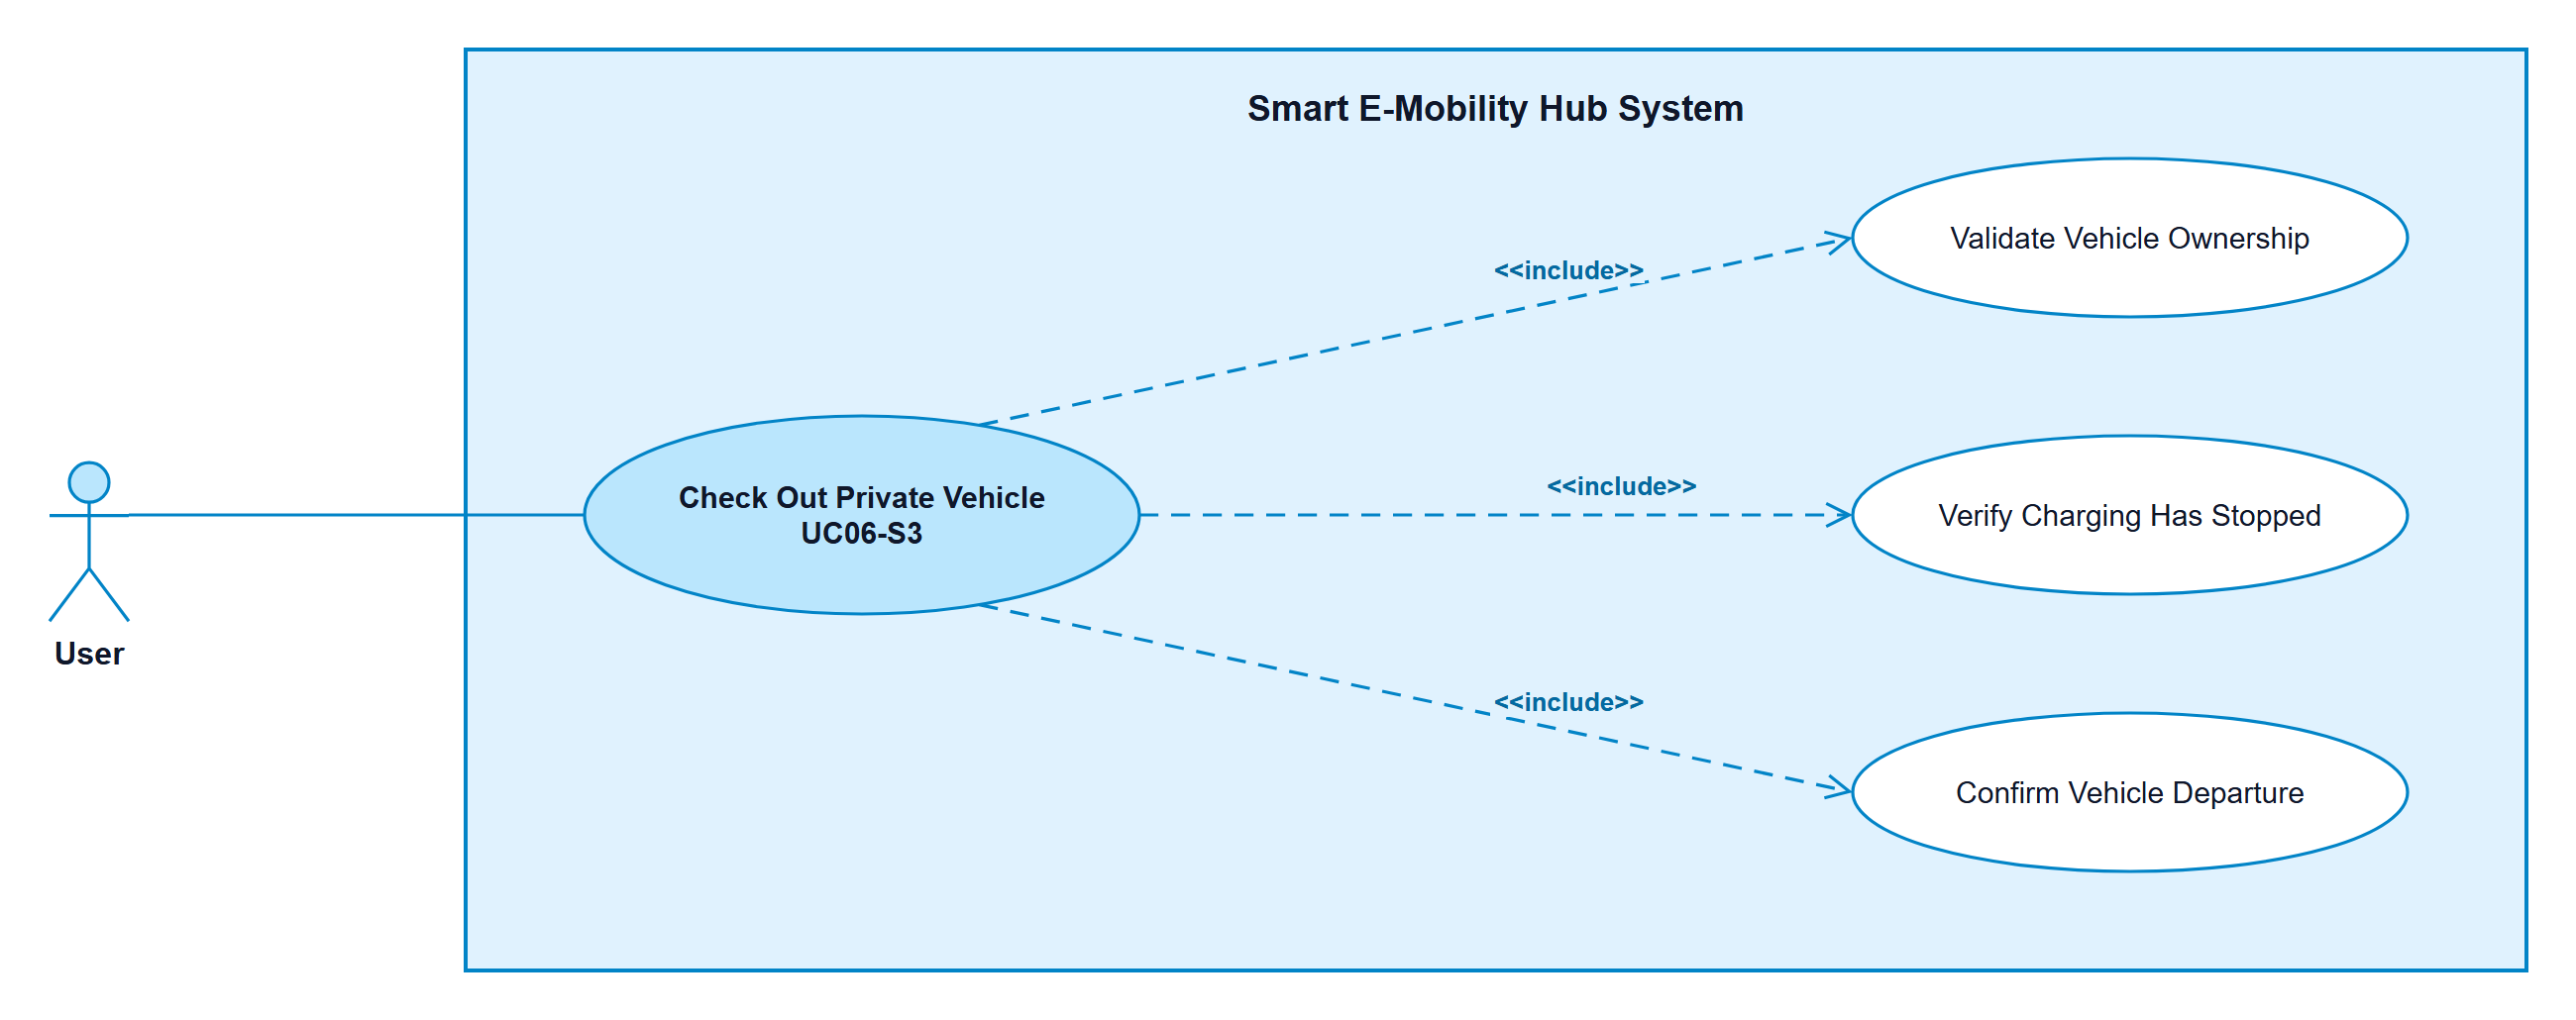 Smart E-Mobility Hub System
Validate Vehicle Ownership
<<include>>
Check Out Private Vehicle
UC06-S3
<<include>>
Verify Charging Has Stopped
User
<<include>>
Confirm Vehicle Departure